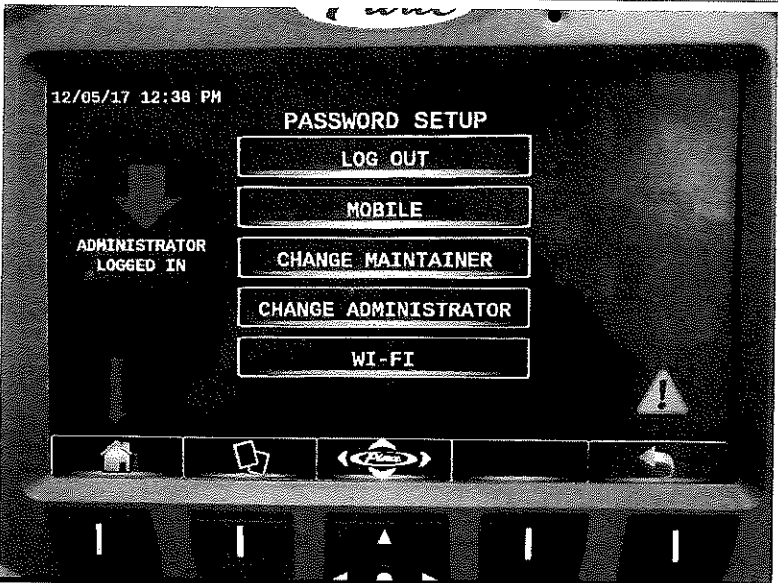 12/05/17 12:38 PM
PASSWORD SETUP
LOG OUT
MOBILE
ADMINISTRATOR
LOGGED IN
CHANGE MAINTAINER
CHANGE ADMINISTRATOR
WI-FI
Pierce